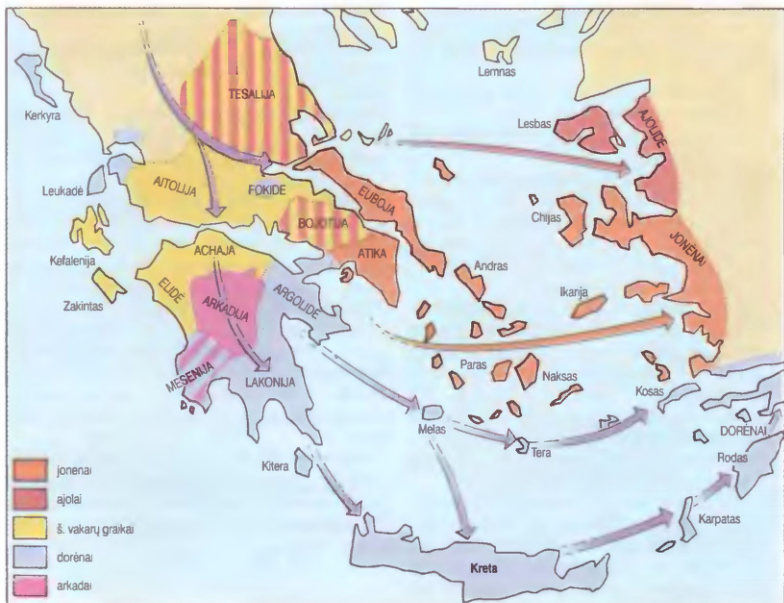 Lemnas
TESALIJA
Kerkyra
Lesbas
AJOLIDĖ
AITOLIJA
FOKIDĖ
Leukadė
EUBOJA
BOJOTIJA
Chijas
Kefalenija
ACHAJA
ATIKA
JONĖNAI
Andras
Zakintas
ELIDĖ
ARKADIJA
ARGOLIDĖ
Ikarija
MESENIJA
LAKONIJA
Paras
Naksas
Kosas
Melas
DORĖNAI
Tera
Rodas
Kitera
Karpatas
Kreta
jonėnai
ajolai
š. vakarų graikai
dorėnai
arkadai